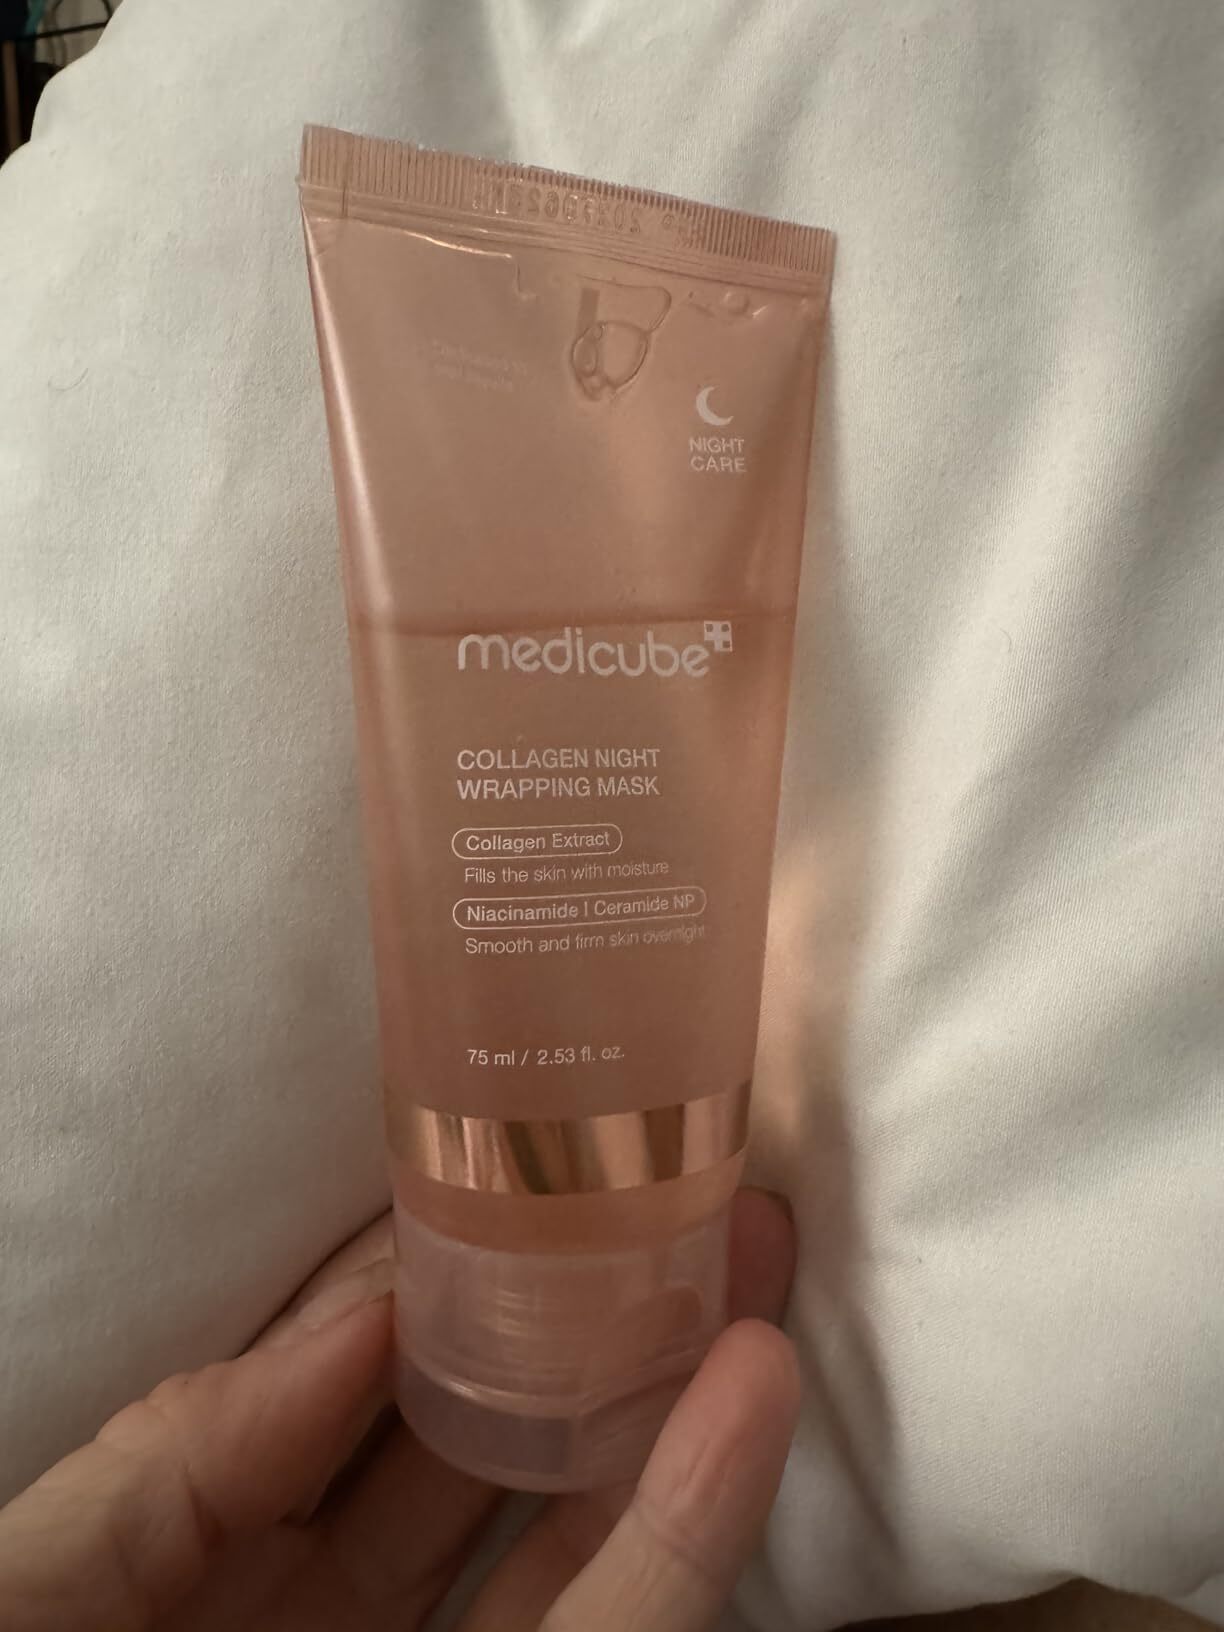 NIGHT
CARE
medicube
COLLAGEN NIGHT
WRAPPING MASK
Collagen Extract
Fills the skin with moisture
Niacinamide | Ceramide NP
Smooth and firm skin overnight
75 ml / 2.53 fl. oz.